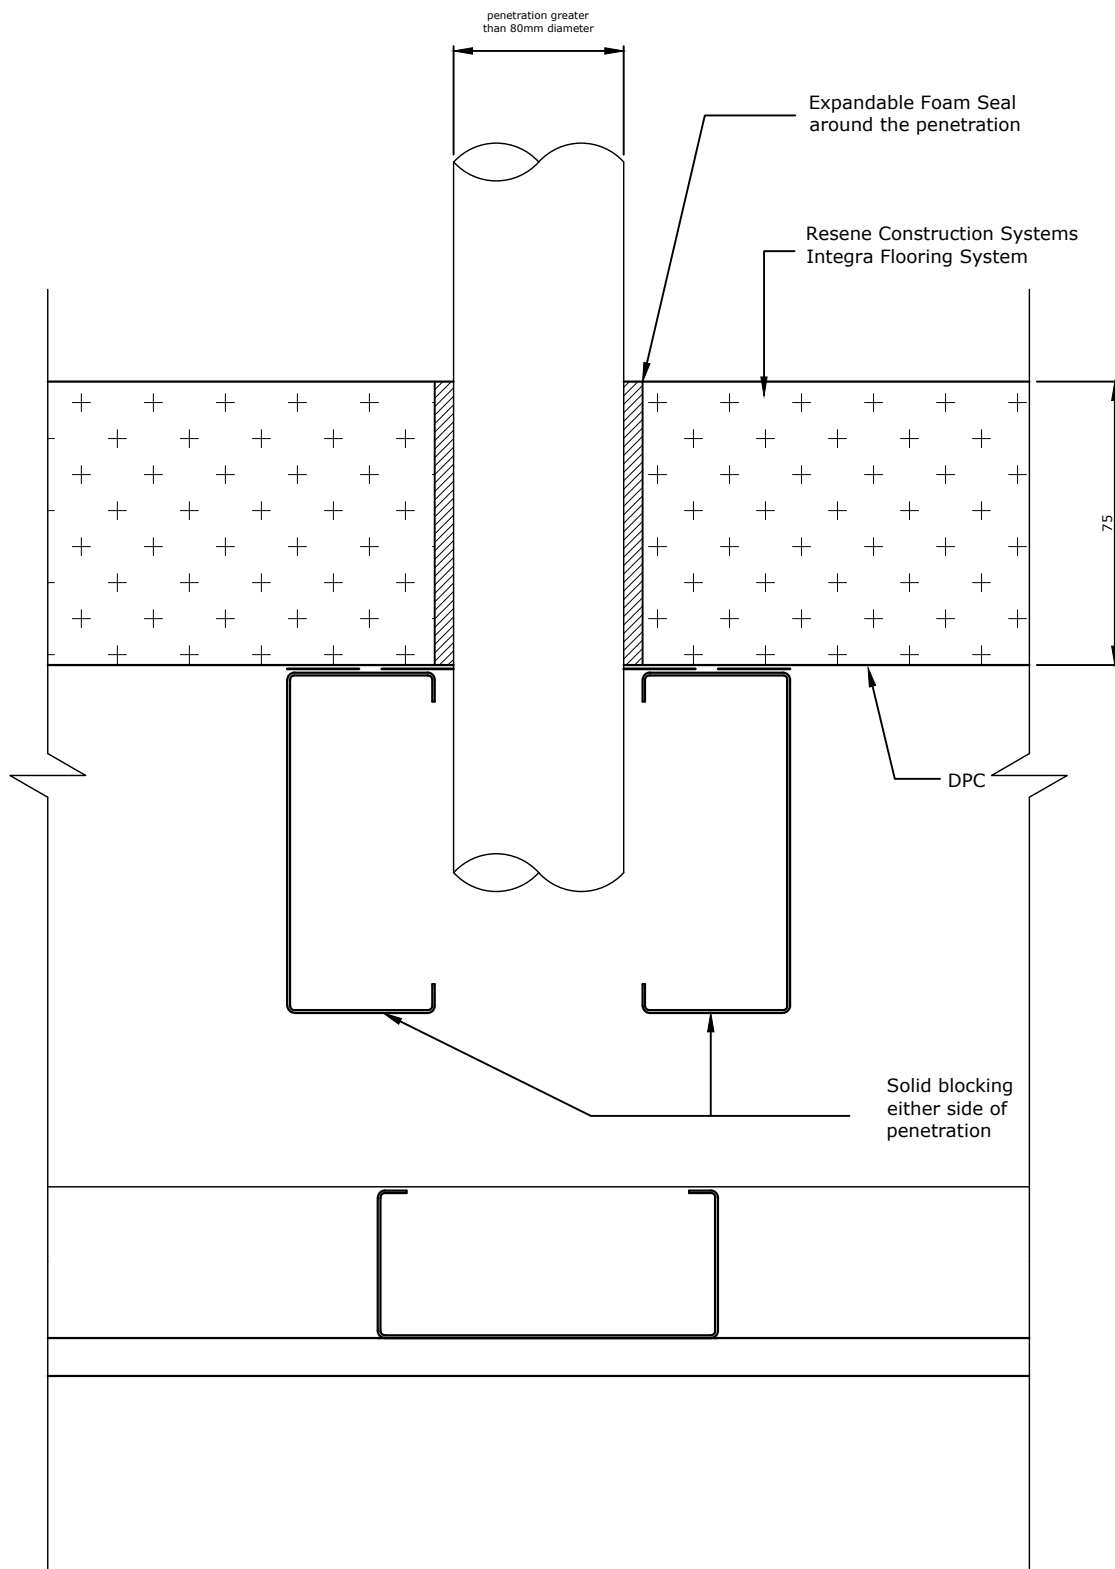 penetration greater
than 80mm diameter
Expandable Foam Seal
around the penetration
Resene Construction Systems
Integra Flooring System
75
DPC
Solid blocking
either side of
penetration